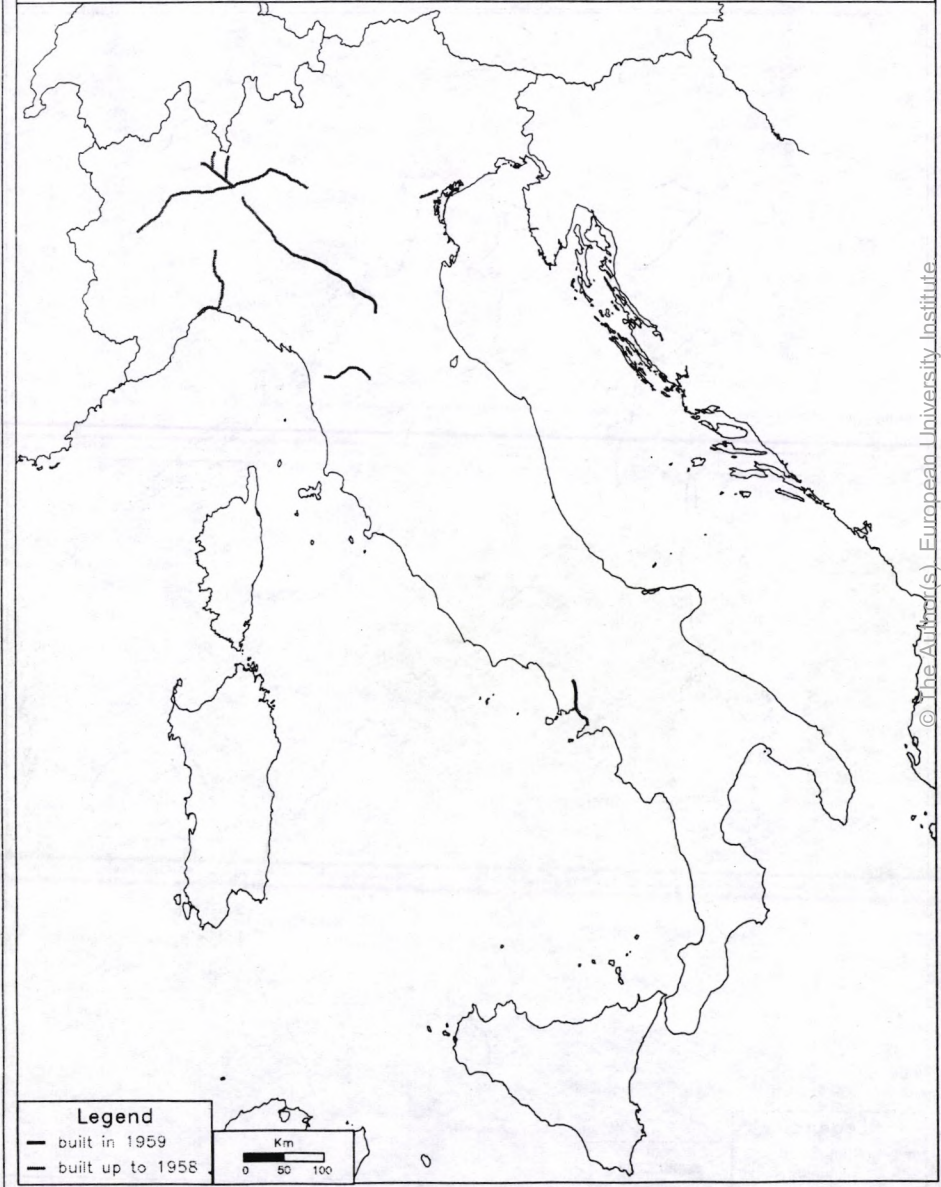 Legend
built in 1959
built up to 1958
Km
0 50 100
© The Author(s). European University Institute.